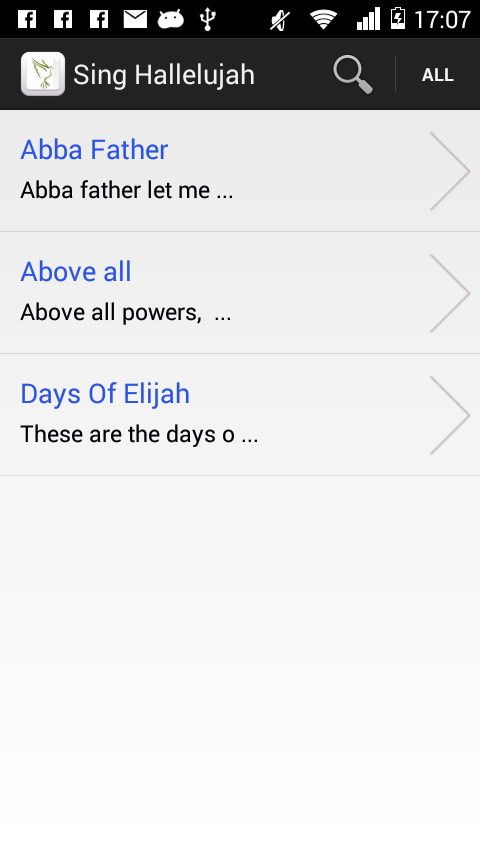 17:07
Sing Hallelujah
ALL
Abba Father
Abba father let me ...
Above all
Above all powers,  ...
Days Of Elijah
These are the days o ...